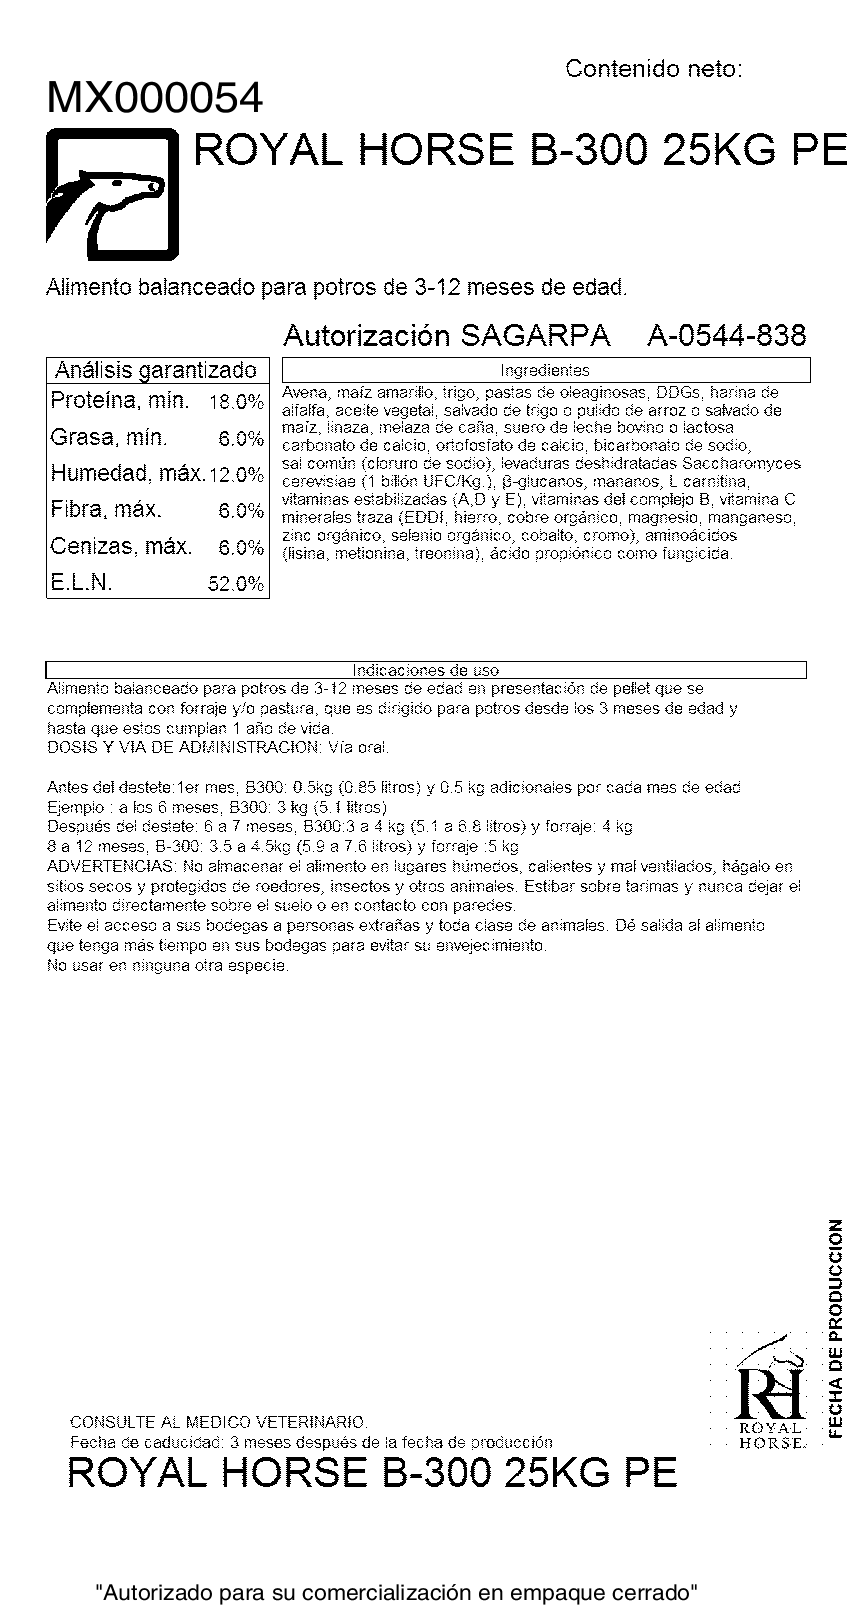 Contenido neto:
MX000054
ROYAL HORSE B-300 25KG PE
Alimento balanceado para potros de 3-12 meses de edad.
Autorización SAGARPA A-0544-838
Análisis garantizado
Proteína, mín. 18.0%
Grasa, mín. 6.0%
Humedad, máx. 12.0%
Fibra, máx. 6.0%
Cenizas, máx. 6.0%
E.L.N. 52.0%
Ingredientes
Avena, maíz amarillo, trigo, pastas de oleaginosas, DDGs, harina de
alfalfa, aceite vegetal, salvado de trigo o pulido de arroz o salvado de
maíz, linaza, melaza de caña, suero de leche bovino o lactosa
carbonato de calcio, ortofosfato de calcio, bicarbonato de sodio,
sal común (cloruro de sodio), levaduras deshidratadas Saccharomyces
cerevisiae (1 billón UFC/Kg.), β-glucanos, mananos, L carnitina,
vitaminas estabilizadas (A,D y E), vitaminas del complejo B, vitamina C
minerales traza (EDDI, hierro, cobre orgánico, magnesio, manganeso,
zinc orgánico, selenio orgánico, cobalto, cromo), aminoácidos
(lisina, metionina, treonina), ácido propiónico como fungicida.
Indicaciones de uso
Alimento balanceado para potros de 3-12 meses de edad en presentación de pellet que se
complementa con forraje y/o pastura, que es dirigido para potros desde los 3 meses de edad y
hasta que estos cumplan 1 año de vida.
DOSIS Y VIA DE ADMINISTRACION: Vía oral.
Antes del destete:1er mes, B300: 0.5kg (0.85 litros) y 0.5 kg adicionales por cada mes de edad
Ejemplo : a los 6 meses, B300: 3 kg (5.1 litros)
Después del destete: 6 a 7 meses, B300:3 a 4 kg (5.1 a 6.8 litros) y forraje: 4 kg
8 a 12 meses, B-300: 3.5 a 4.5kg (5.9 a 7.6 litros) y forraje :5 kg
ADVERTENCIAS: No almacenar el alimento en lugares húmedos, calientes y mal ventilados, hágalo en
sitios secos y protegidos de roedores, insectos y otros animales. Estibar sobre tarimas y nunca dejar el
alimento directamente sobre el suelo o en contacto con paredes.
Evite el acceso a sus bodegas a personas extrañas y toda clase de animales. Dé salida al alimento
que tenga más tiempo en sus bodegas para evitar su envejecimiento.
No usar en ninguna otra especie.
FECHA DE PRODUCCION
RH
ROYAL
HORSE
CONSULTE AL MEDICO VETERINARIO.
Fecha de caducidad: 3 meses después de la fecha de producción
ROYAL HORSE B-300 25KG PE
"Autorizado para su comercialización en empaque cerrado"